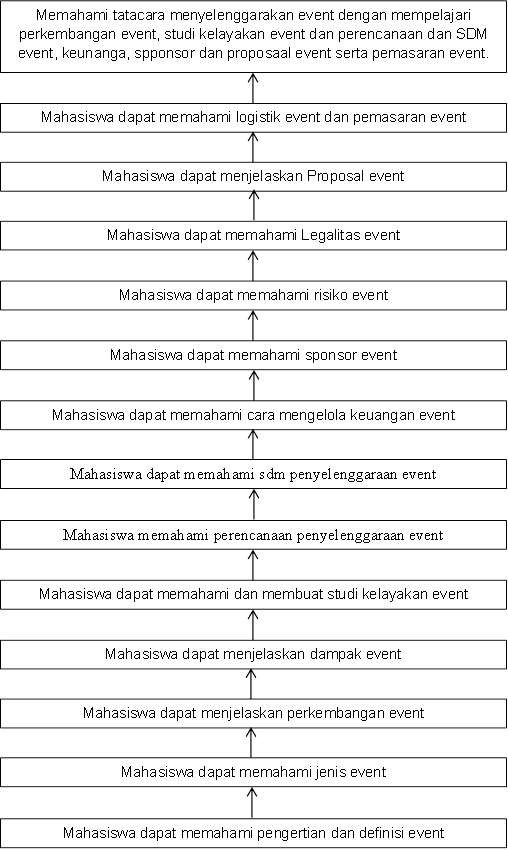 Memahami tatacara menyelenggarakan event dengan mempelajari
perkembangan event, studi kelayakan event dan perencanaan dan SDM
event, keunanga, spponsor dan proposaal event serta pemasaran event.
Mahasiswa dapat memahami logistik event dan pemasaran event
Mahasiswa dapat menjelaskan Proposal event
Mahasiswa dapat memahami Legalitas event
Mahasiswa dapat memahami risiko event
Mahasiswa dapat memahami sponsor event
Mahasiswa dapat memahami cara mengelola keuangan event
Mahasiswa dapat memahami sdm penyelenggaraan event
Mahasiswa memahami perencanaan penyelenggaraan event
Mahasiswa dapat memahami dan membuat studi kelayakan event
Mahasiswa dapat menjelaskan dampak event
Mahasiswa dapat menjelaskan perkembangan event
Mahasiswa dapat memahami jenis event
Mahasiswa dapat memahami pengertian dan definisi event